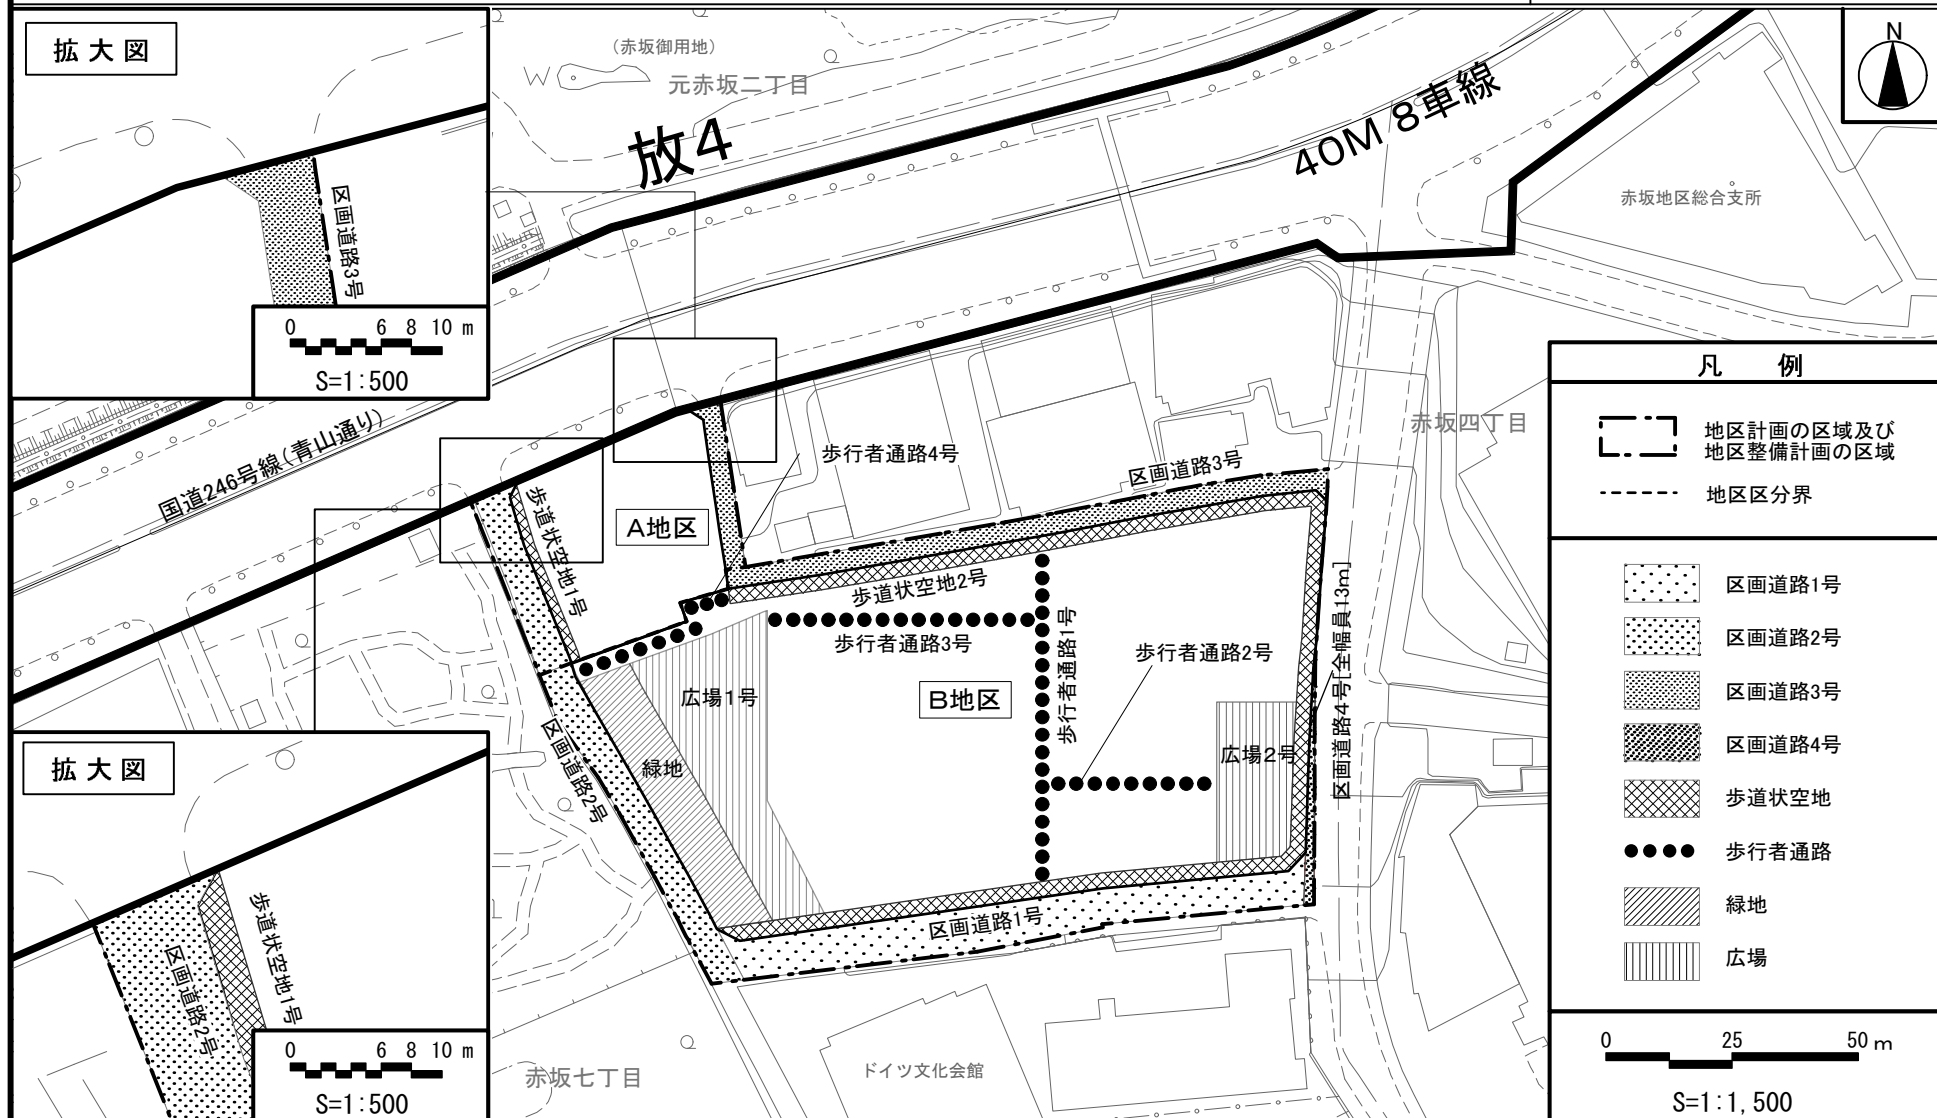 拡大図
区画道路3号
0 6 8 10 m
S=1:500
(赤坂御用地)
元赤坂二丁目
放4
40M 8車線
N
赤坂地区総合支所
国道246号線(青山通り)
歩道状空地1号
A地区
歩行者通路4号
区画道路3号
赤坂四丁目
歩道状空地2号
歩行者通路3号
歩行者通路1号
歩行者通路2号
区画道路4号[全幅員13m]
広場1号
B地区
広場2号
緑地
区画道路2号
区画道路1号
赤坂七丁目
ドイツ文化会館
拡大図
歩道状空地1号
区画道路2号
0 6 8 10 m
S=1:500
凡 例
地区計画の区域及び
地区整備計画の区域
地区区分界
区画道路1号
区画道路2号
区画道路3号
区画道路4号
歩道状空地
歩行者通路
緑地
広場
0 25 50 m
S=1:1,500